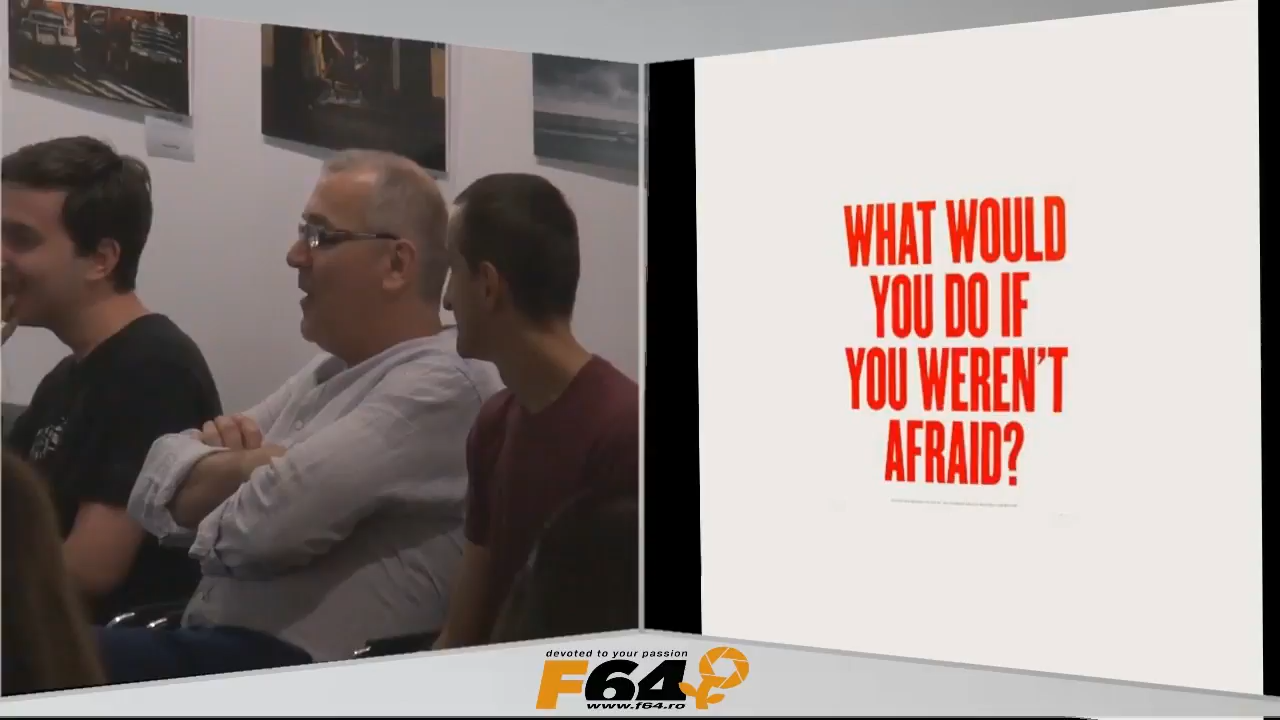 WHAT WOULD
YOU DO IF
YOU WEREN'T
AFRAID?
devoted to your passion
F64
www.f64.ro